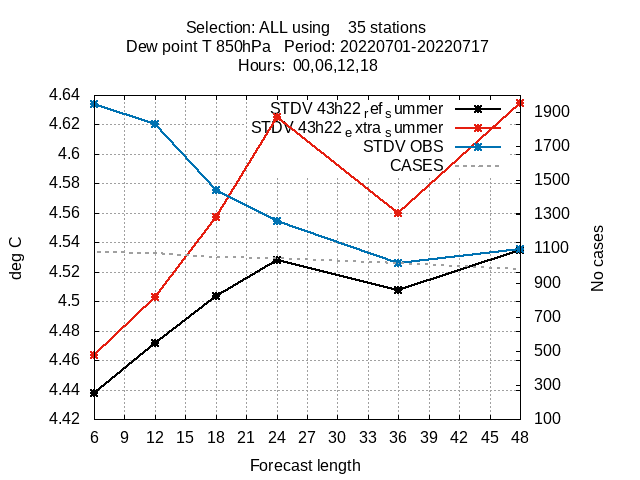 Selection: ALL using    35 stations
Dew point T 850hPa   Period: 20220701-20220717
Hours:  00,06,12,18
STDV 43h22refsummer
STDV 43h22extrasummer
STDV OBS
CASES
deg C
4.64
4.62
4.6
4.58
4.56
4.54
4.52
4.5
4.48
4.46
4.44
4.42
1900
1700
1500
1300
1100
900
700
500
300
100
No cases
6 9 12 15 18 21 24 27 30 33 36 39 42 45 48
Forecast length